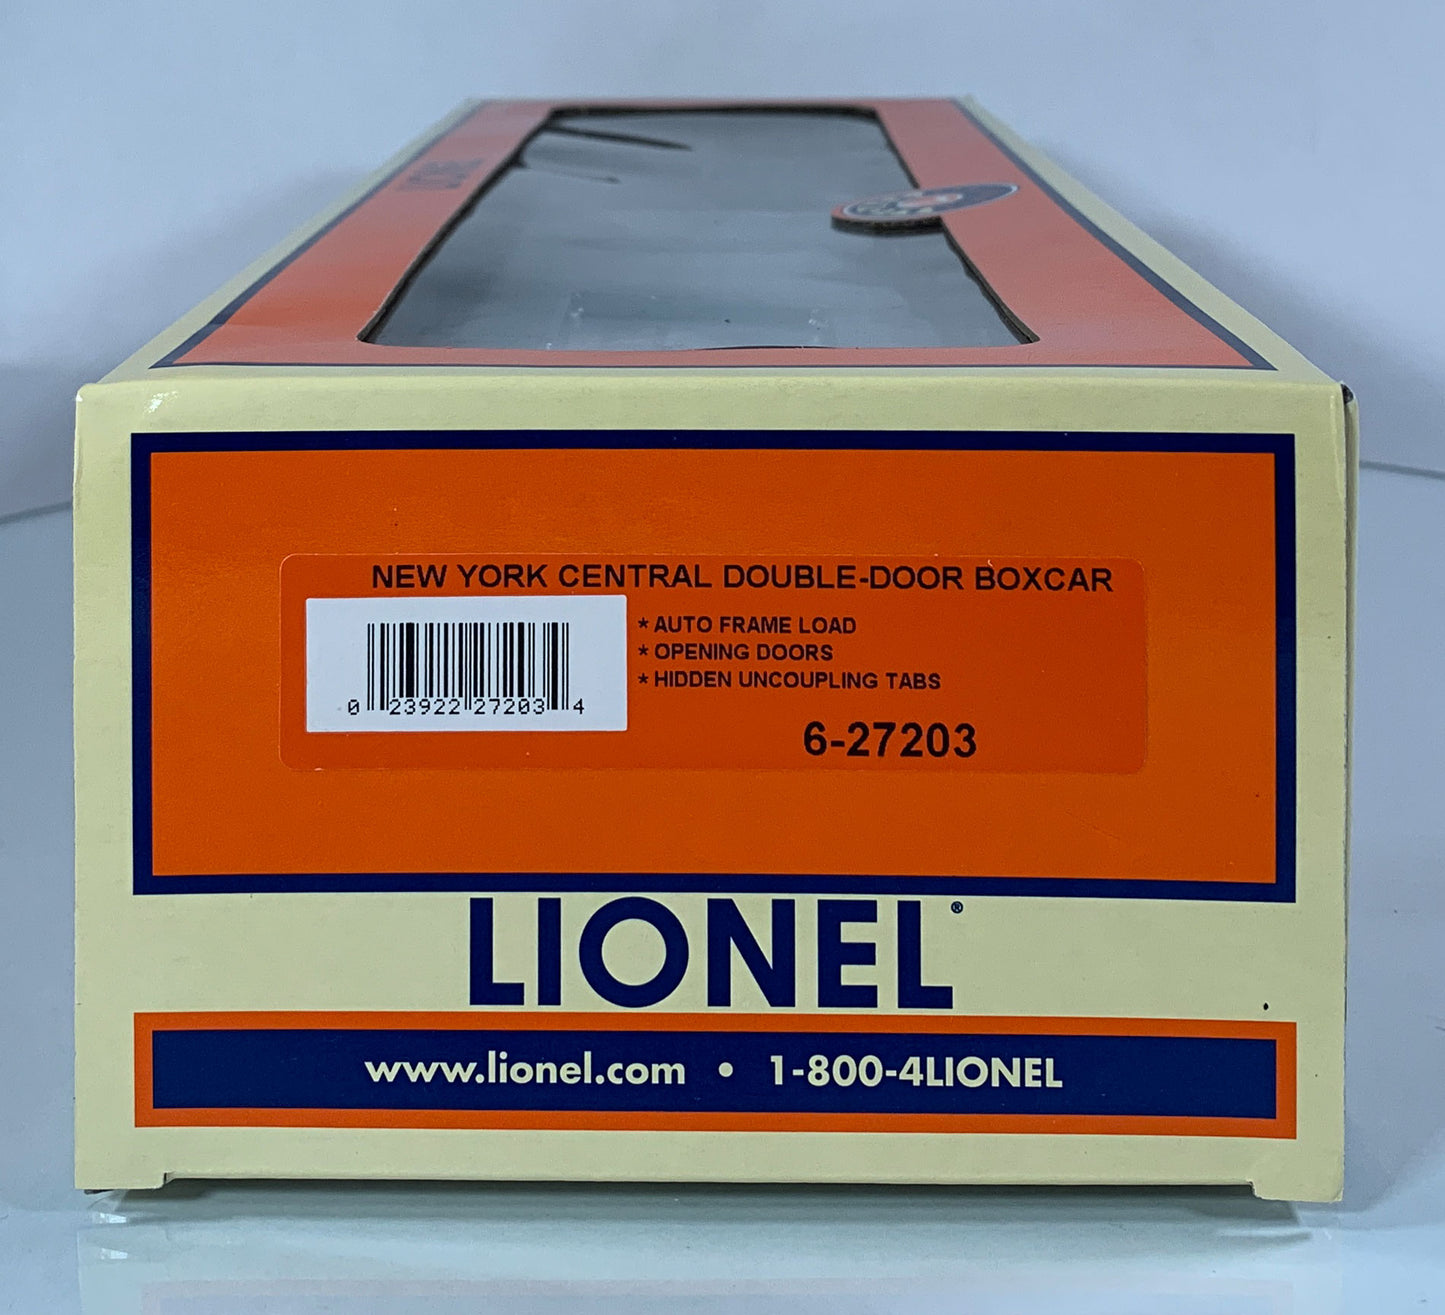 LIONEL
NEW YORK CENTRAL DOUBLE-DOOR BOXCAR
* AUTO FRAME LOAD
* OPENING DOORS
* HIDDEN UNCOUPLING TABS
0 23922 27203 4
6-27203
LIONEL®
www.lionel.com • 1-800-4LIONEL